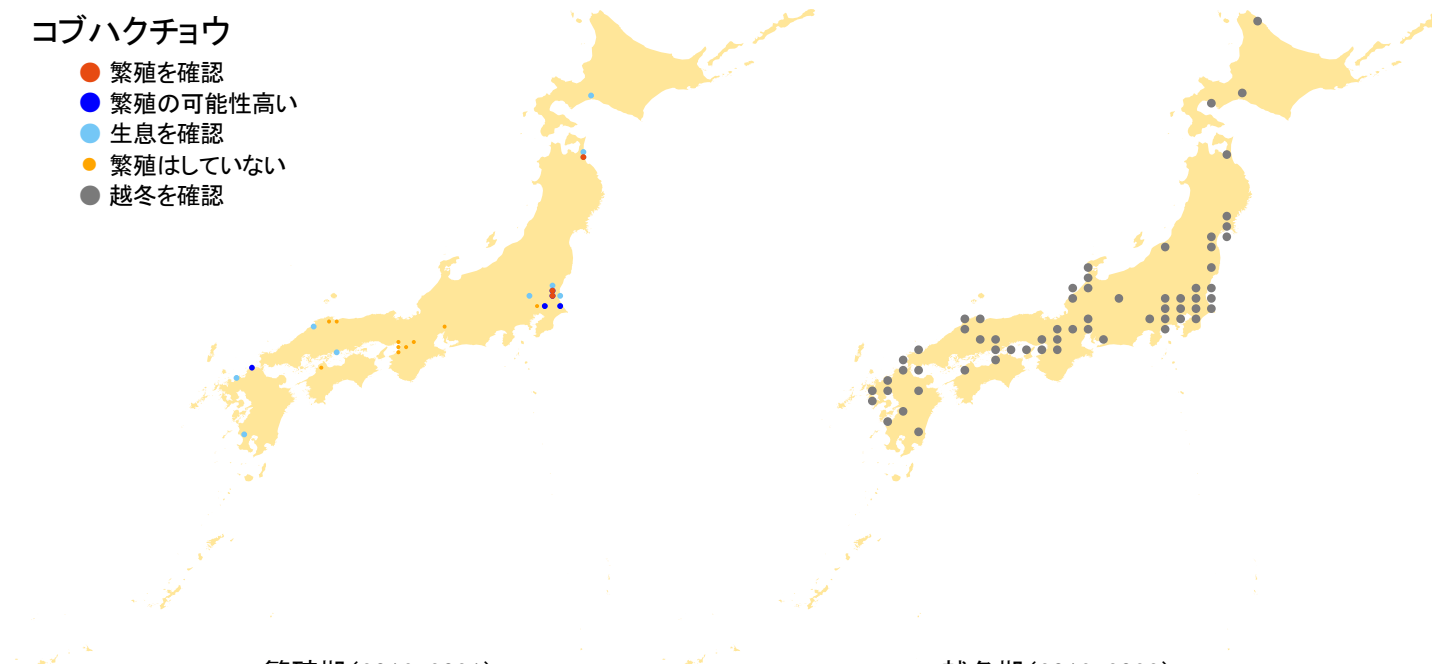 コブハクチョウ
繁殖を確認
繁殖の可能性高い
生息を確認
繁殖はしていない
越冬を確認